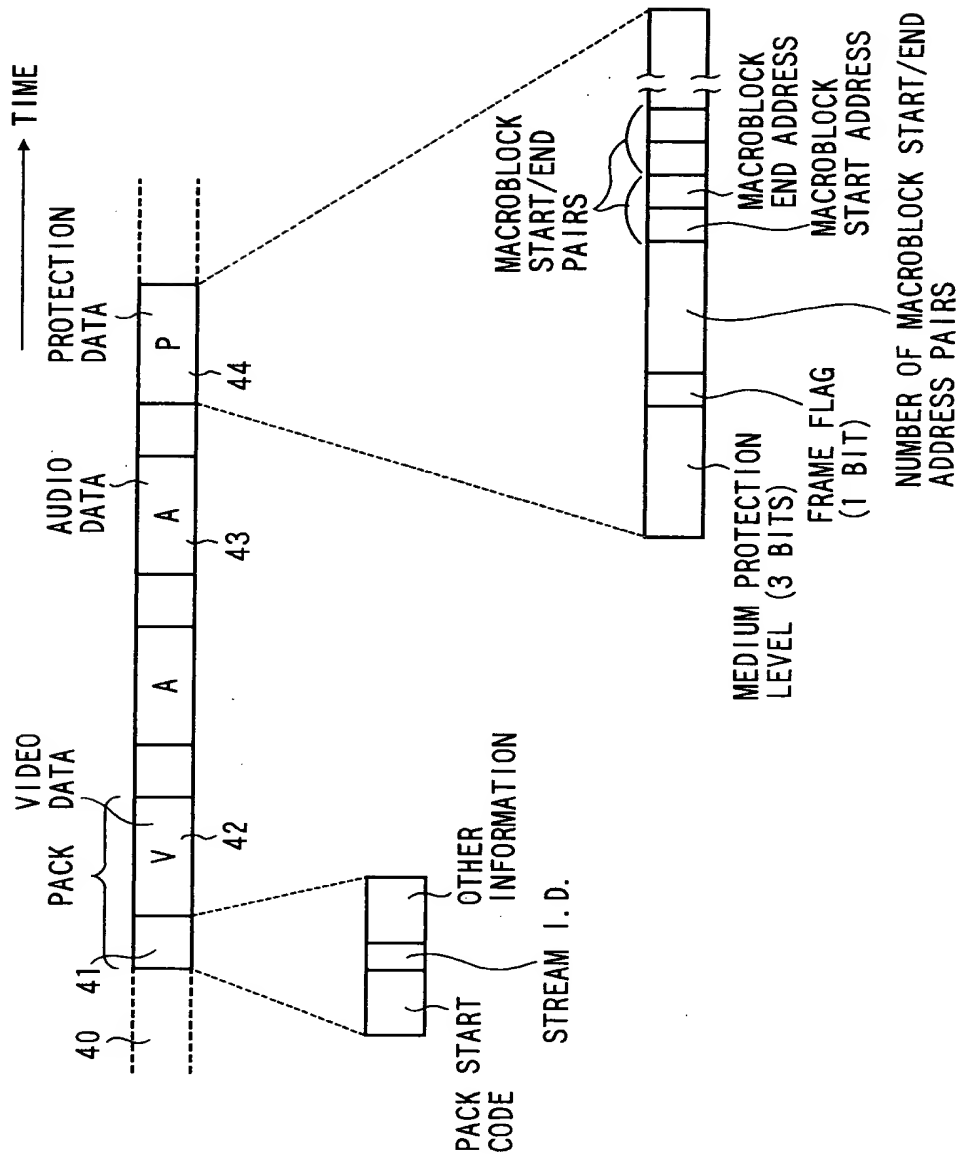 TIME
PACK
VIDEO
DATA
AUDIO
DATA
PROTECTION
DATA
40
41
V
A
A
P
42
43
44
PACK START
CODE
STREAM I.D.
OTHER
INFORMATION
MACROBLOCK
START/END
PAIRS
MEDIUM PROTECTION
LEVEL (3 BITS)
FRAME FLAG
(1 BIT)
NUMBER OF MACROBLOCK START/END
ADDRESS PAIRS
MACROBLOCK
START ADDRESS
MACROBLOCK
END ADDRESS